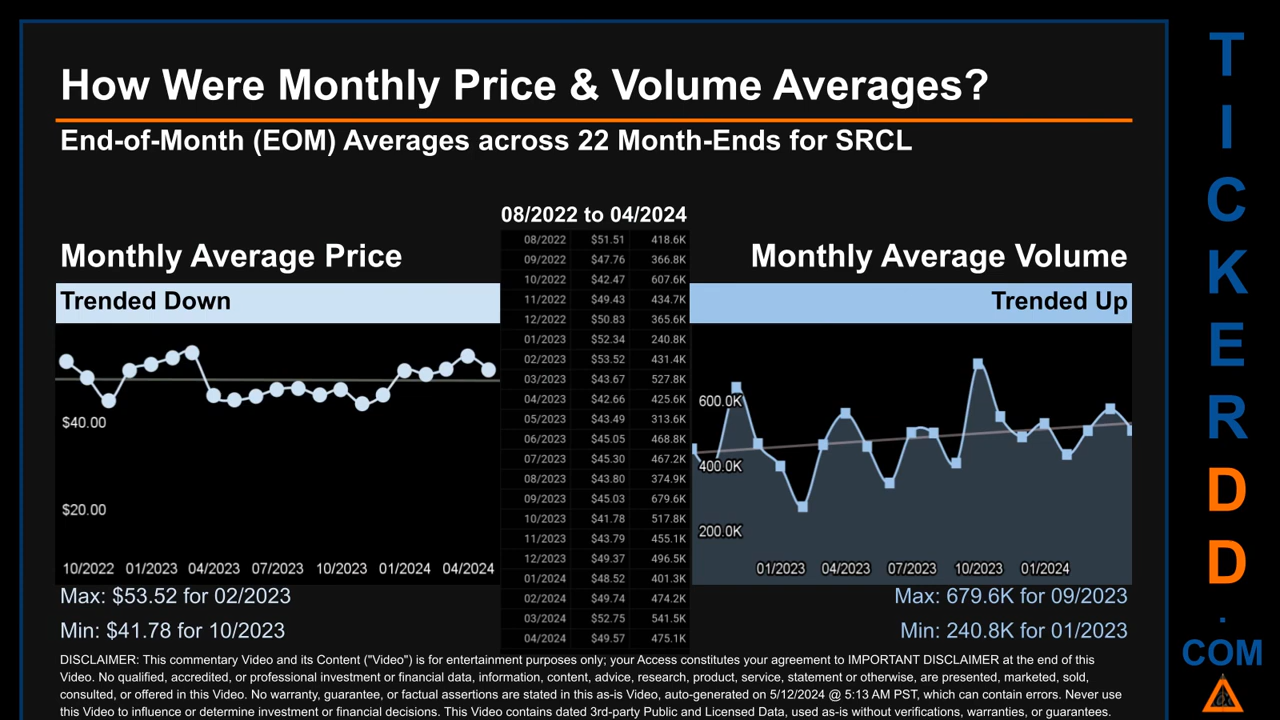 How Were Monthly Price & Volume Averages?
End-of-Month (EOM) Averages across 22 Month-Ends for SRCL
08/2022 to 04/2024
Monthly Average Price
Trended Down
$40.00
$20.00
10/2022 01/2023 04/2023 07/2023 10/2023 01/2024 04/2024
Max: $53.52 for 02/2023
Min: $41.78 for 10/2023
08/2022 $51.51 418.6K
09/2022 $47.76 366.8K
10/2022 $42.47 607.6K
11/2022 $49.43 434.7K
12/2022 $50.83 365.6K
01/2023 $52.34 240.8K
02/2023 $53.52 431.4K
03/2023 $43.67 527.8K
04/2023 $42.66 425.6K
05/2023 $43.49 313.6K
06/2023 $45.05 468.8K
07/2023 $45.30 467.2K
08/2023 $43.80 374.9K
09/2023 $45.03 679.6K
10/2023 $41.78 517.8K
11/2023 $43.79 455.1K
12/2023 $49.37 496.5K
01/2024 $48.52 401.3K
02/2024 $49.74 474.2K
03/2024 $52.75 541.5K
04/2024 $49.57 475.1K
Monthly Average Volume
Trended Up
600.0K
400.0K
200.0K
01/2023 04/2023 07/2023 10/2023 01/2024
Max: 679.6K for 09/2023
Min: 240.8K for 01/2023
DISCLAIMER: This commentary Video and its Content ("Video") is for entertainment purposes only; your Access constitutes your agreement to IMPORTANT DISCLAIMER at the end of this
Video. No qualified, accredited, or professional investment or financial data, information, content, advice, research, product, service, statement or otherwise, are presented, marketed, sold,
consulted, or offered in this Video. No warranty, guarantee, or factual assertions are stated in this as-is Video, auto-generated on 5/12/2024 @ 5:13 AM PST, which can contain errors. Never use
this Video to influence or determine investment or financial decisions. This Video contains dated 3rd-party Public and Licensed Data, used as-is without verifications, warranties, or guarantees.
T
I
C
K
E
R
D
D
.
COM